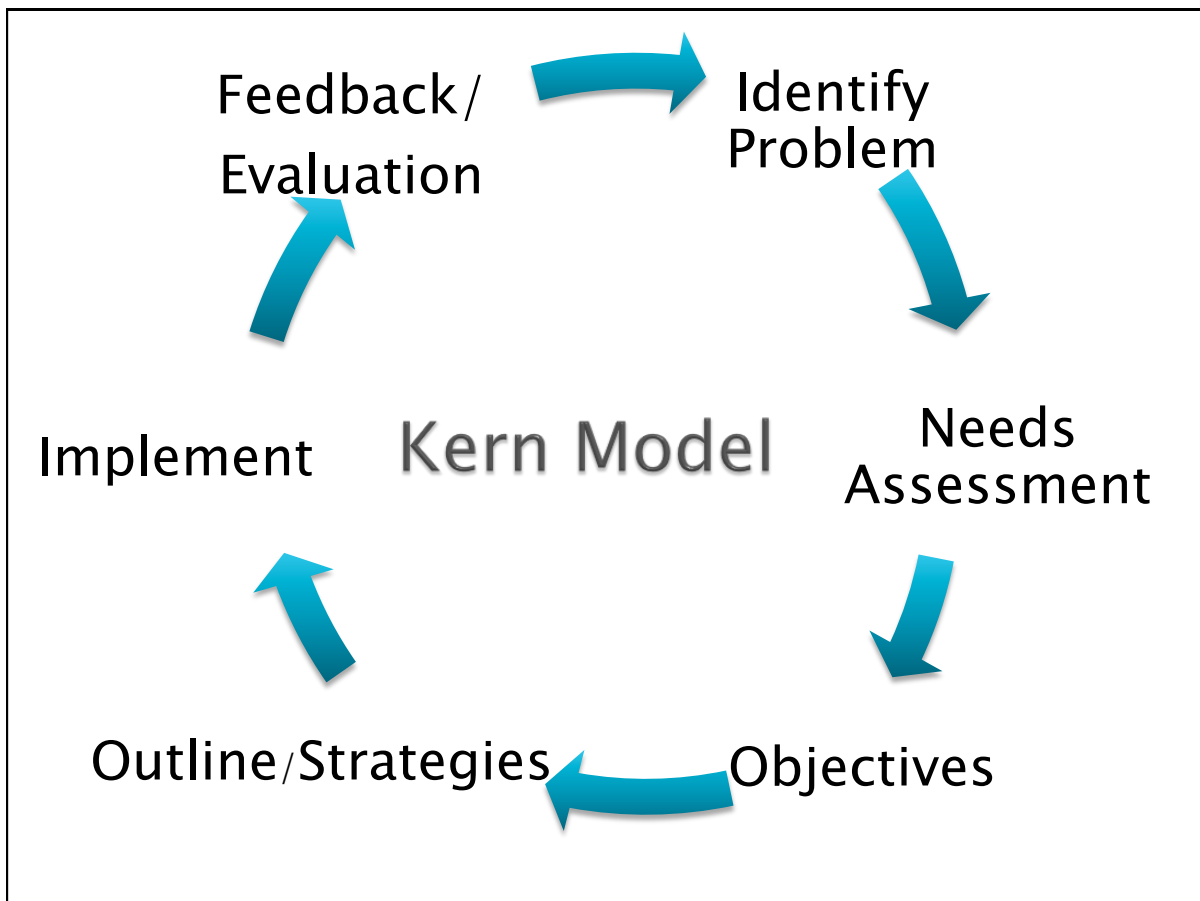 Feedback/
Evaluation
Identify
Problem
Needs
Assessment
Objectives
Outline/Strategies
Implement
Kern Model